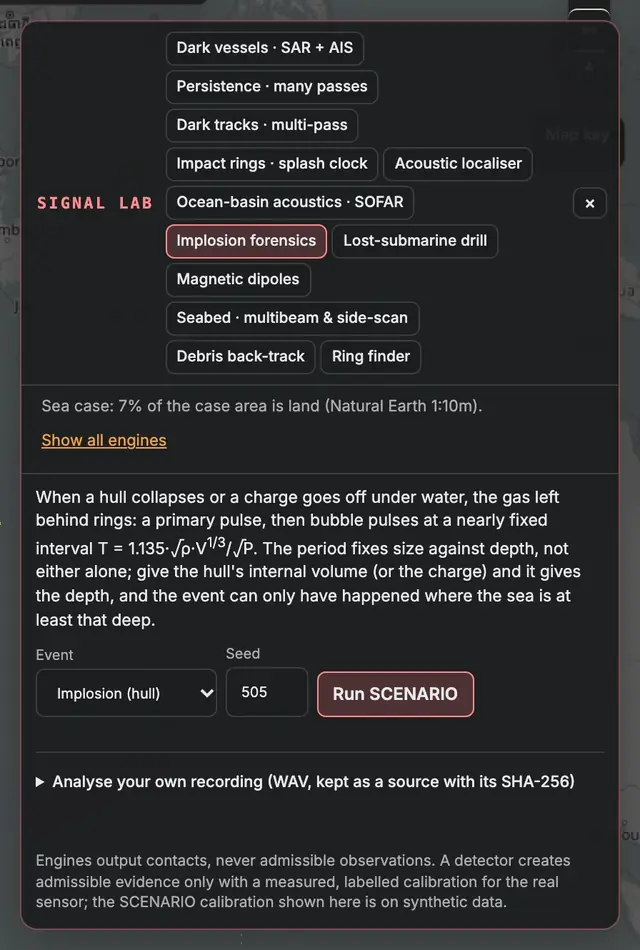 Dark vessels · SAR + AIS
Persistence · many passes
Dark tracks · multi-pass
Map key
Impact rings · splash clock
Acoustic localiser
SIGNAL LAB
Ocean-basin acoustics · SOFAR
×
Implosion forensics
Lost-submarine drill
Magnetic dipoles
Seabed · multibeam & side-scan
Debris back-track
Ring finder
Sea case: 7% of the case area is land (Natural Earth 1:10m).
Show all engines
When a hull collapses or a charge goes off under water, the gas left
behind rings: a primary pulse, then bubble pulses at a nearly fixed
interval T = 1.135·√ρ·V1/3/√P. The period fixes size against depth, not
either alone; give the hull's internal volume (or the charge) and it gives
the depth, and the event can only have happened where the sea is at
least that deep.
Event
Seed
Implosion (hull)
505
Run SCENARIO
Analyse your own recording (WAV, kept as a source with its SHA-256)
Engines output contacts, never admissible observations. A detector creates
admissible evidence only with a measured, labelled calibration for the real
sensor; the SCENARIO calibration shown here is on synthetic data.